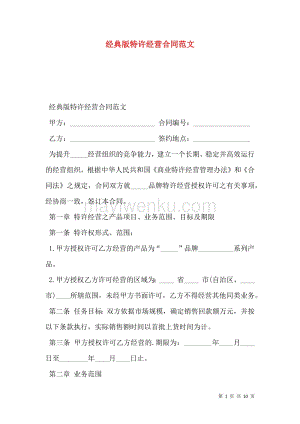 经典版特许经营合同范文
经典版特许经营合同范文
甲方：____________ 合同编号：__________
乙方：____________ 签约地点：__________
为提升____经营组织的竞争能力，建立一个长期、稳定并高效运行
的经营组织，根据中华人民共和国《商业特许经营管理办法》和《合
同法》之规定，合同双方就____品牌特许经营授权许可之有关事项，
经协商一致，签订本合同。
第一章 特许经营之产品项目、业务范围、目标及期限
第一条 特许权形式、范围：
1.甲方授权许可乙方经营的产品为“____”品牌________系列产
品。
2.甲方授权乙方许可经营的区域为：____省____市(自治区，____
市)____所辖范围，未经甲方书面许可，乙方不得经营其他同类业务。
第二条 任务目标：双方依据市场规模，确定销售回款额万元，并按
以下条款执行，实际销售额时间以首批上货时间为计。
第三条 甲方授权许可乙方经营的.期限为：________年____月____
日至________年____月____日止。
第二章 业务范围
mayiwenku.com
第 1 页 共 10 页